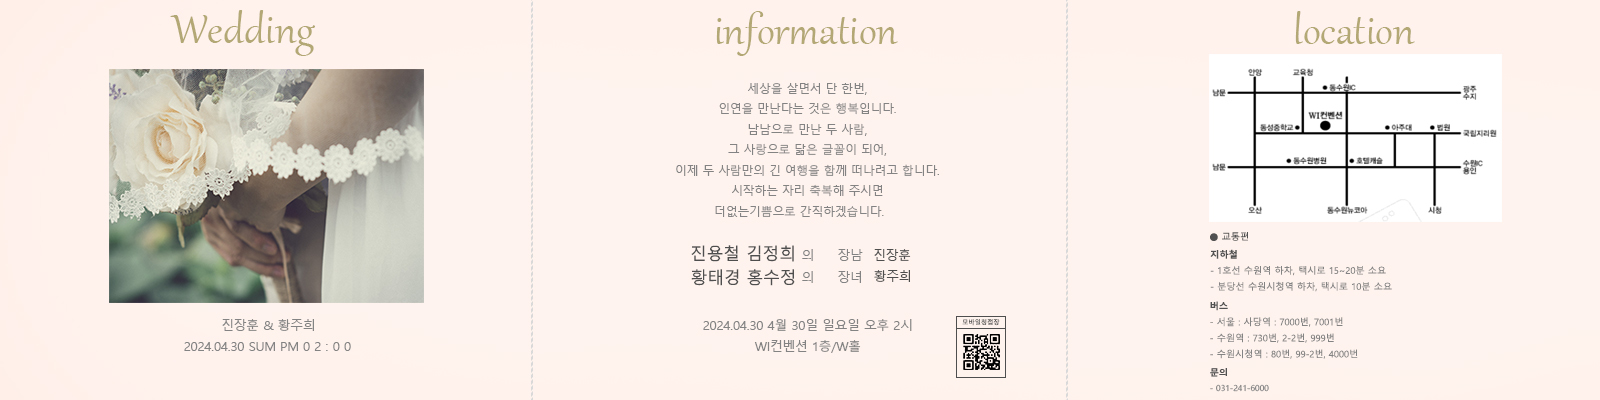 Wedding
진장훈 & 황주희
2024.04.30 SUM PM 0 2 : 0 0
information
세상을 살면서 단 한번,
인연을 만난다는 것은 행복입니다.
남남으로 만난 두 사람,
그 사랑으로 닮은 글꼴이 되어,
이제 두 사람만의 긴 여행을 함께 떠나려고 합니다.
시작하는 자리 축복해 주시면
더없는기쁨으로 간직하겠습니다.
진용철 김정희 의 장남 진장훈
황태경 홍수정 의 장녀 황주희
2024.04.30 4월 30일 일요일 오후 2시
WI컨벤션 1층/W홀
모바일청첩장
location
안양 교육청
동수원IC
남문
광주
수지
WI컨벤션
동성중학교
아주대
법원
국립지리원
남문
동수원병원
호텔캐슬
수원IC
용인
오산
동수원뉴코아
시청
● 교통편
지하철
- 1호선 수원역 하차, 택시로 15~20분 소요
- 분당선 수원시청역 하차, 택시로 10분 소요
버스
- 서울 : 사당역 : 7000번, 7001번
- 수원역 : 730번, 2-2번, 999번
- 수원시청역 : 80번, 99-2번, 4000번
문의
- 031-241-6000